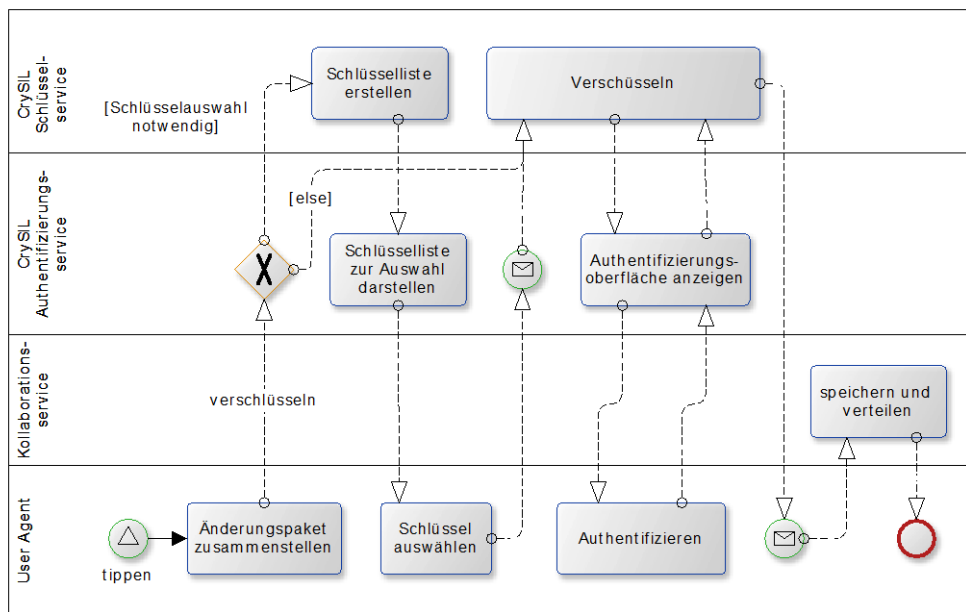 CrySIL
Schlüssel-
service
Schlüsselliste
erstellen
Verschüsseln
[Schlüsselauswahl
notwendig]
CrySIL
Authentifizierungs-
service
[else]
Schlüsselliste
zur Auswahl
darstellen
Authentifizierungs-
oberfläche anzeigen
Kollaborations-
service
verschlüsseln
speichern und
verteilen
User Agent
tippen
Änderungspaket
zusammenstellen
Schlüssel
auswählen
Authentifizieren